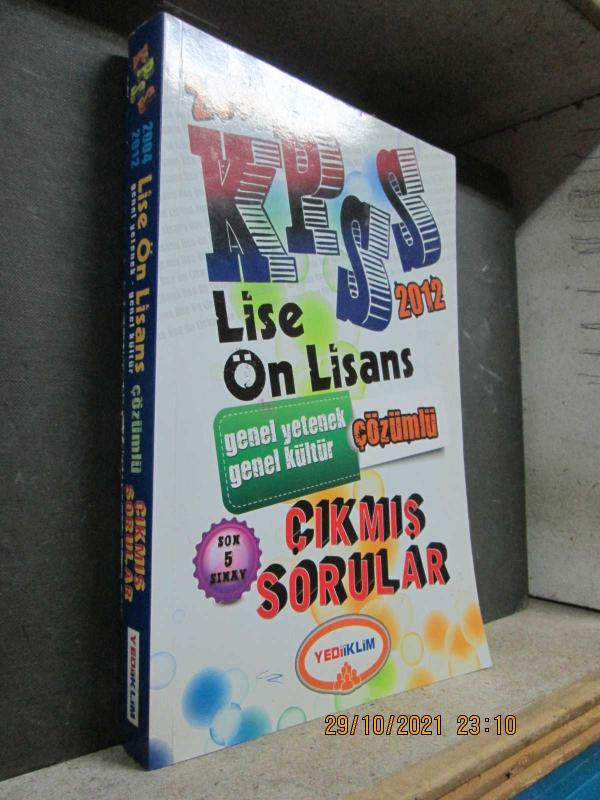 KPSS
2004
2012
Lise Ön Lisans çözümlü
genel yetenek - genel kültür
ÇIKMIŞ
SORULAR
YEDİİKLİM
KPSS
2012
Lise
Ön Lisans
genel yetenek
genel kültür
çözümlü
SON
5
SINAV
ÇIKMIŞ
SORULAR
YEDİİKLİM
29/10/2021 23:10